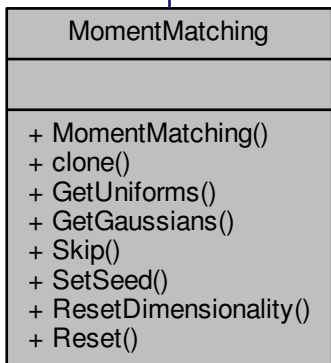 MomentMatching
+ MomentMatching()
+ clone()
+ GetUniforms()
+ GetGaussians()
+ Skip()
+ SetSeed()
+ ResetDimensionality()
+ Reset()